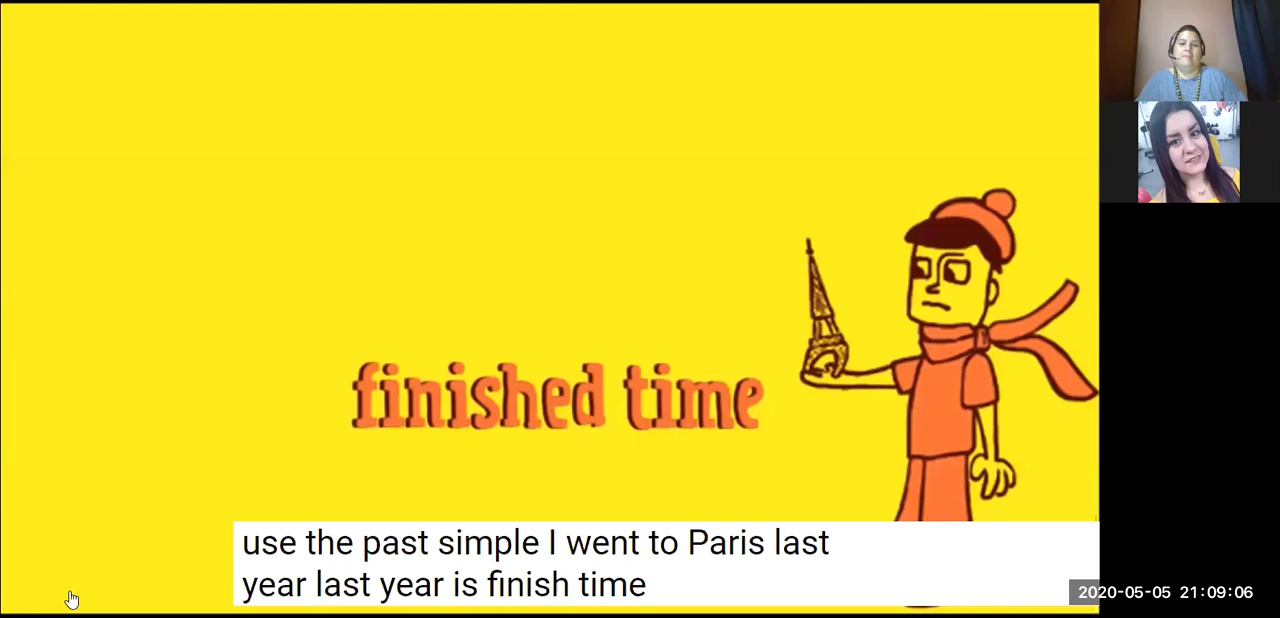 finished time
use the past simple I went to Paris last
year last year is finish time
2020-05-05 21:09:06